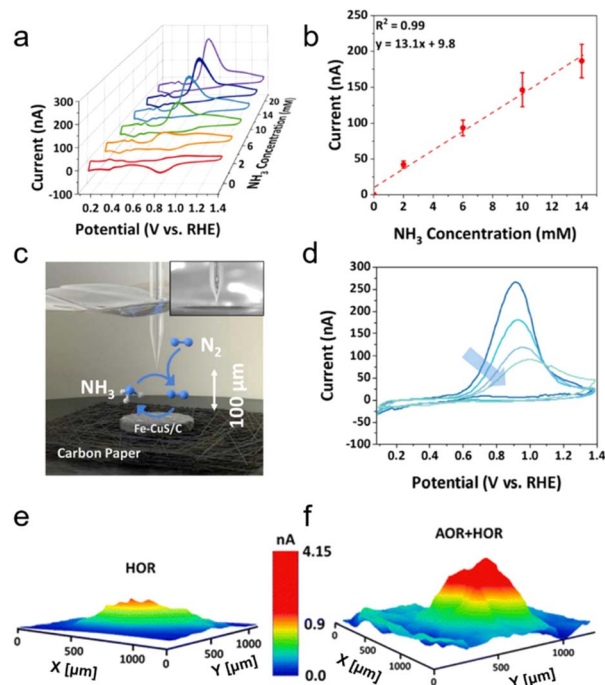 a
300
200
100
0
-100
Current (nA)
0.2 0.4 0.6 0.8 1.0 1.2 1.4
Potential (V vs. RHE)
0
2
6
10
14
20
NH₃ Concentration (mM)
b
R² = 0.99
y = 13.1x + 9.8
250
200
150
100
50
0
Current (nA)
0 2 4 6 8 10 12 14
NH₃ Concentration (mM)
c
N₂
NH₃
100 μm
Fe-CuS/C
Carbon Paper
d
300
250
200
150
100
50
0
-50
Current (nA)
0.2 0.4 0.6 0.8 1.0 1.2 1.4
Potential (V vs. RHE)
e
HOR
0
500
1000
X [μm]
0
500
1000
Y [μm]
nA
4.15
0.9
0.0
f
AOR+HOR
0
500
1000
X [μm]
0
500
1000
Y [μm]